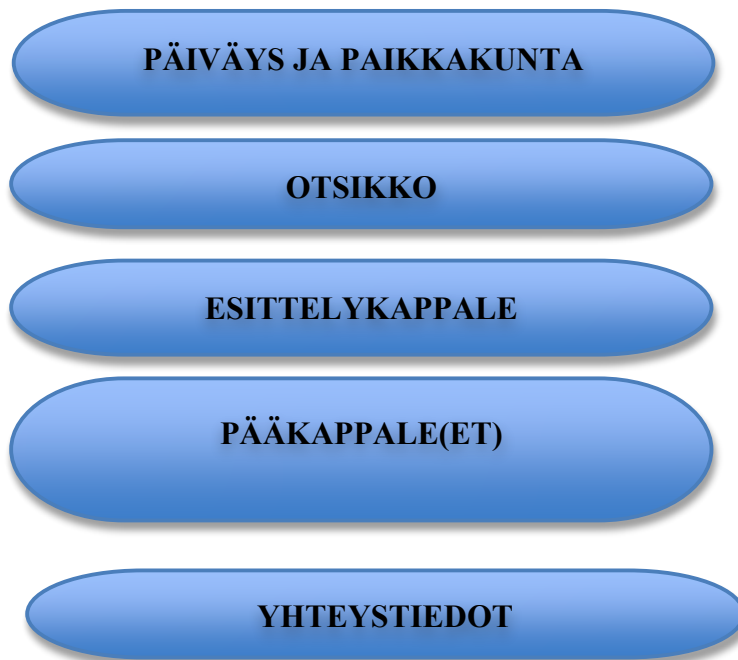 PÄIVÄYS JA PAIKKAKUNTA
OTSIKKO
ESITTELYKAPPALE
PÄÄKAPPALE(ET)
YHTEYSTIEDOT